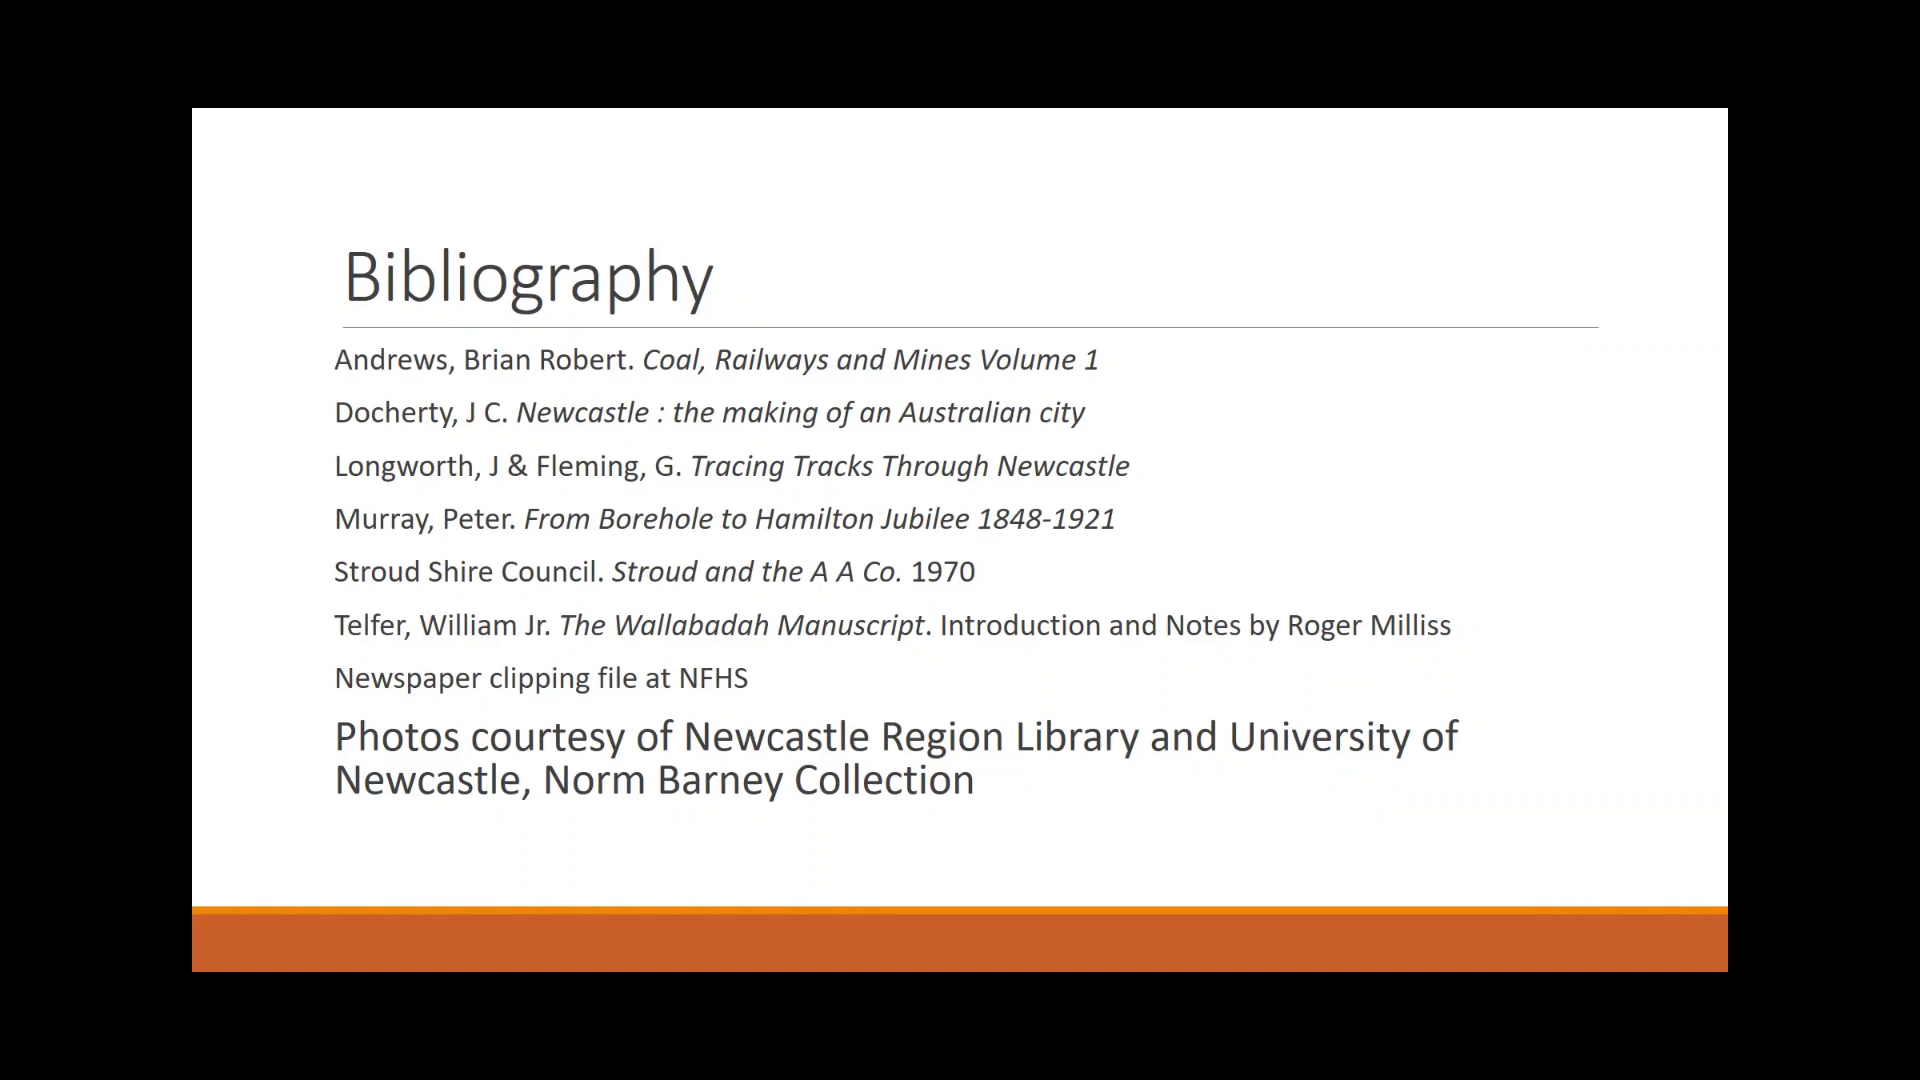 Bibliography
Andrews, Brian Robert. Coal, Railways and Mines Volume 1
Docherty, J C. Newcastle : the making of an Australian city
Longworth, J & Fleming, G. Tracing Tracks Through Newcastle
Murray, Peter. From Borehole to Hamilton Jubilee 1848-1921
Stroud Shire Council. Stroud and the A A Co. 1970
Telfer, William Jr. The Wallabadah Manuscript. Introduction and Notes by Roger Milliss
Newspaper clipping file at NFHS
Photos courtesy of Newcastle Region Library and University of
Newcastle, Norm Barney Collection